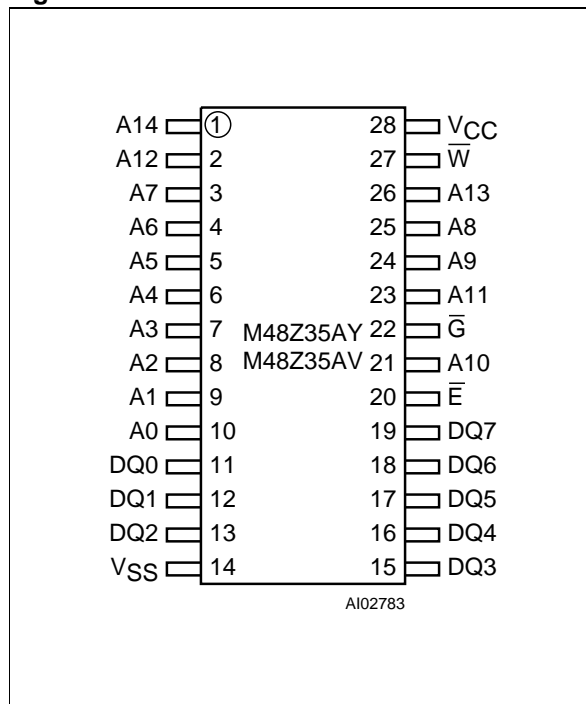 A14 1 28 VCC
A12 2 27 W̅
A7 3 26 A13
A6 4 25 A8
A5 5 24 A9
A4 6 23 A11
A3 7 M48Z35AY 22 G̅
A2 8 M48Z35AV 21 A10
A1 9 20 E̅
A0 10 19 DQ7
DQ0 11 18 DQ6
DQ1 12 17 DQ5
DQ2 13 16 DQ4
VSS 14 15 DQ3
AI02783